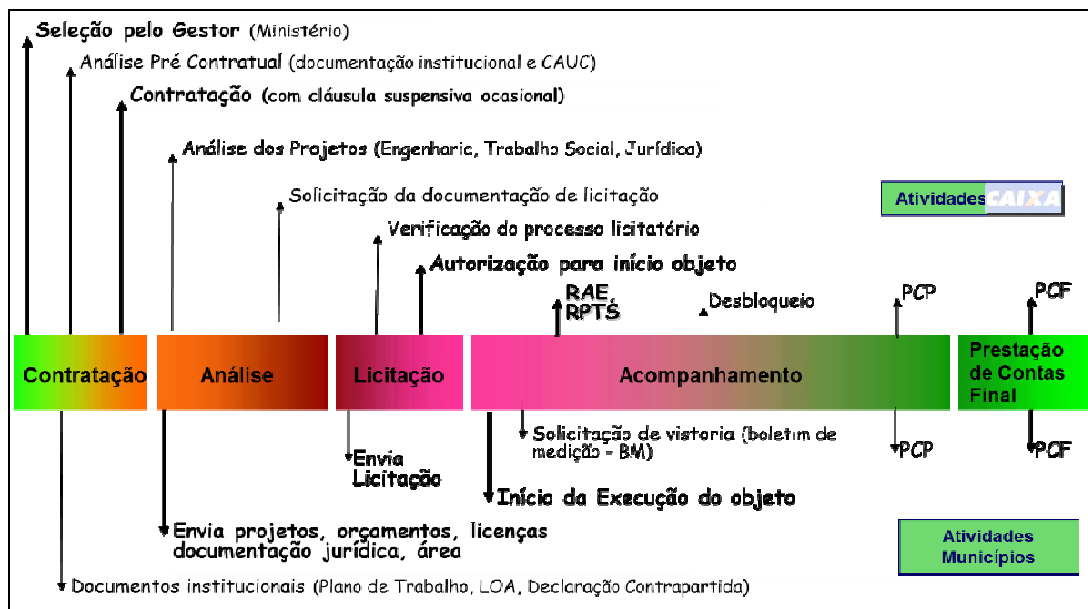 Seleção pelo Gestor (Ministério)
Análise Pré Contratual (documentação institucional e CAUC)
Contratação (com cláusula suspensiva ocasional)
Análise dos Projetos (Engenharic, Trabalho Social, Jurídica)
Solicitação da documentação de licitação
Atividades CAIXA
Verificação do processo licitatório
Autorização para início objeto
RAE,
RPTS
Desbloqueio
PCP
PCF
Contratação
Análise
Licitação
Acompanhamento
Prestação
de Contas
Final
Envia
Licitação
Solicitação de vistoria (boletim de
medição - BM)
PCP
PCF
Início da Execução do objeto
Envia projetos, orçamentos, licenças
documentação jurídica, área
Atividades
Municípios
Documentos institucionais (Plano de Trabalho, LOA, Declaração Contrapartida)